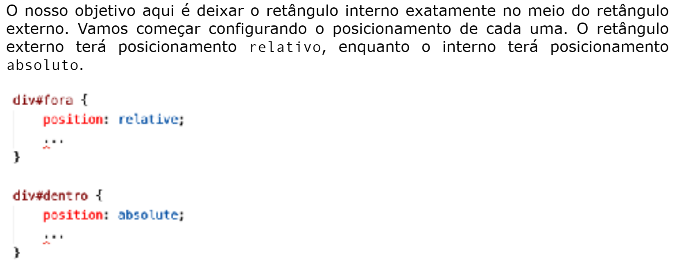 O nosso objetivo aqui é deixar o retângulo interno exatamente no meio do retângulo
externo. Vamos começar configurando o posicionamento de cada uma. O retângulo
externo terá posicionamento relativo, enquanto o interno terá posicionamento
absoluto.
div#fora {
position: relative;
...
}
div#dentro {
position: absolute;
...
}